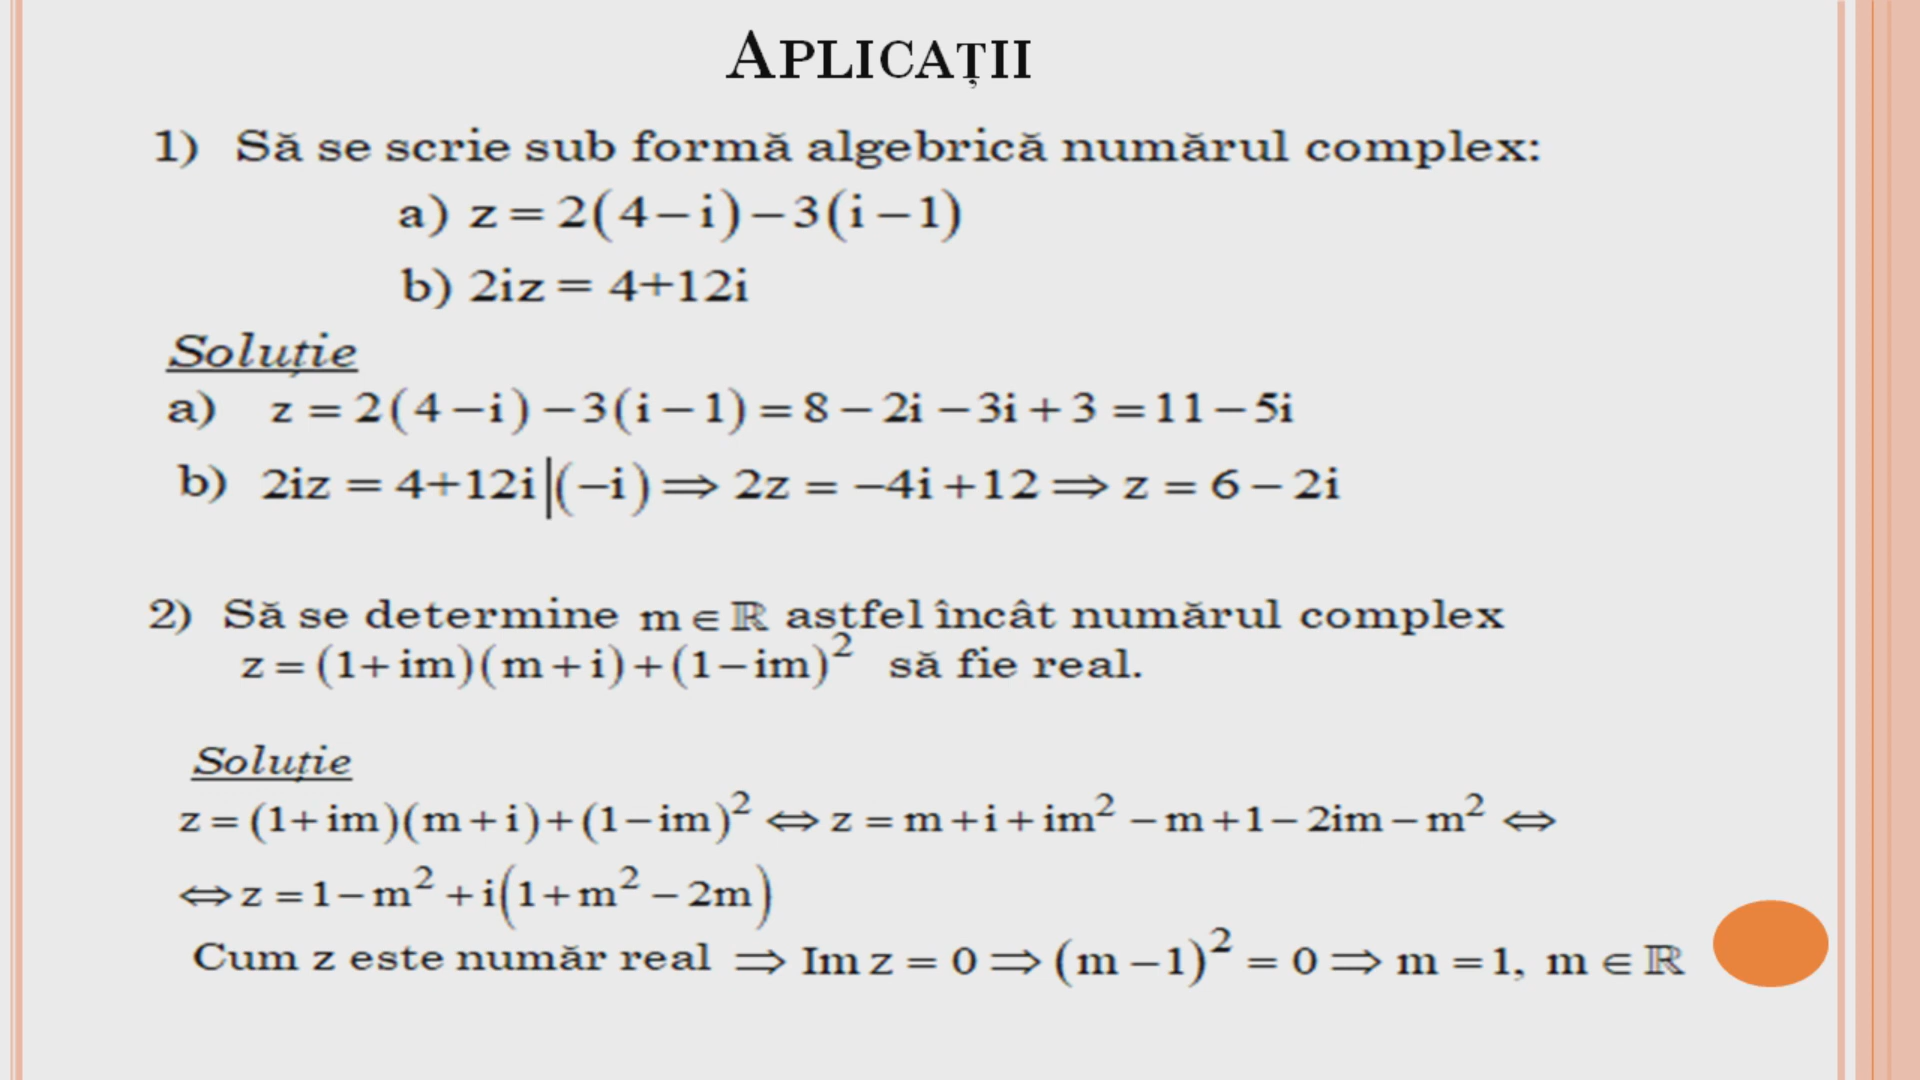 APLICAȚII
1) Să se scrie sub formă algebrică numărul complex:
a) z = 2(4−i)−3(i−1)
b) 2iz = 4+12i
Soluție
a) z = 2(4−i)−3(i−1) = 8−2i−3i+3 = 11−5i
b) 2iz = 4+12i|(−i) ⇒ 2z = −4i+12 ⇒ z = 6−2i
2) Să se determine m∈ℝ astfel încât numărul complex
z = (1+im)(m+i)+(1−im)² să fie real.
Soluție
z = (1+im)(m+i)+(1−im)² ⇔ z = m+i+im²−m+1−2im−m² ⇔
⇔ z = 1−m²+i(1+m²−2m)
Cum z este număr real ⇒ Im z = 0 ⇒ (m−1)² = 0 ⇒ m = 1, m∈ℝ